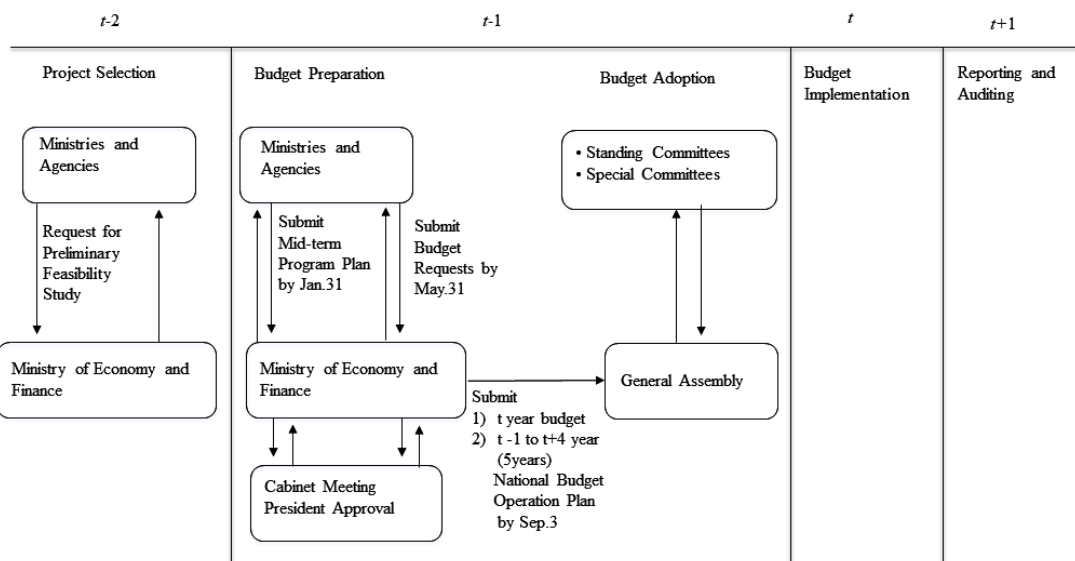 t-2
t-1
t
t+1
Project Selection
Budget Preparation
Budget Adoption
Budget
Implementation
Reporting and
Auditing
Ministries and
Agencies
Request for
Preliminary
Feasibility
Study
Ministry of Economy and
Finance
Ministries and
Agencies
Submit
Mid-term
Program Plan
by Jan.31
Submit
Budget
Requests by
May.31
Ministry of Economy and
Finance
Cabinet Meeting
President Approval
Submit
1) t year budget
2) t -1 to t+4 year
(5years)
National Budget
Operation Plan
by Sep.3
• Standing Committees
• Special Committees
General Assembly